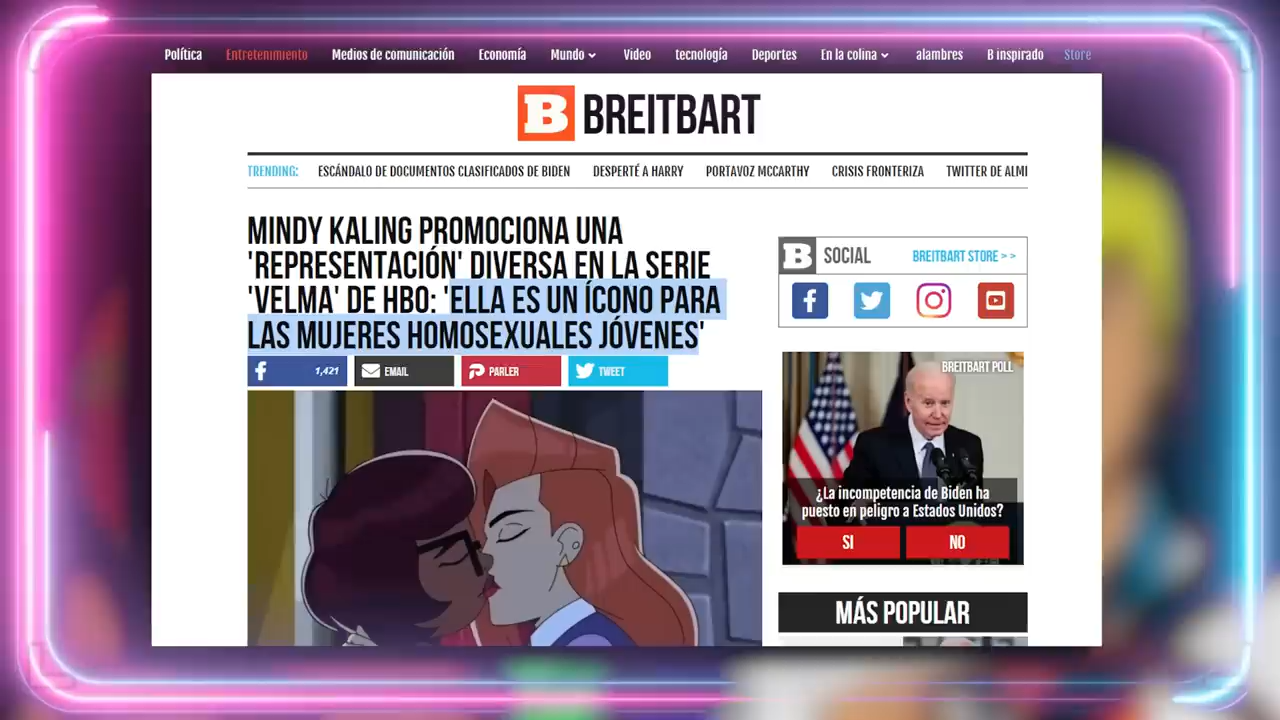 Política Entretenimiento Medios de comunicación Economía Mundo Video tecnología Deportes En la colina alambres B inspirado Store
B BREITBART
TRENDING: ESCÁNDALO DE DOCUMENTOS CLASIFICADOS DE BIDEN DESPERTÉ A HARRY PORTAVOZ MCCARTHY CRISIS FRONTERIZA TWITTER DE ALMI
MINDY KALING PROMOCIONA UNA
'REPRESENTACIÓN' DIVERSA EN LA SERIE
'VELMA' DE HBO: 'ELLA ES UN ÍCONO PARA
LAS MUJERES HOMOSEXUALES JÓVENES'
1,421 EMAIL PARLER TWEET
B SOCIAL BREITBART STORE > >
BREITBART POLL
¿La incompetencia de Biden ha
puesto en peligro a Estados Unidos?
SI NO
MÁS POPULAR